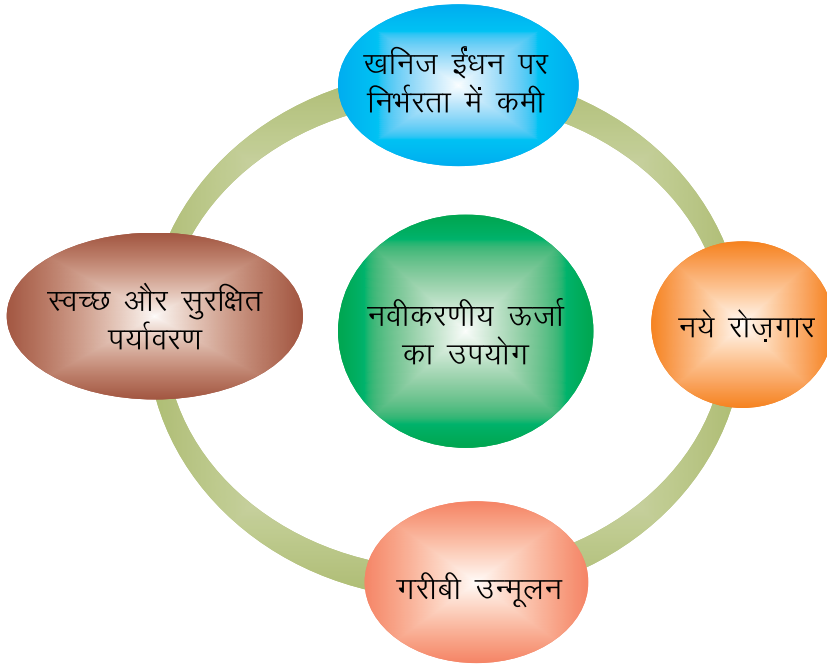 खनिज ईंधन पर
निर्भरता में कमी
स्वच्छ और सुरक्षित
पर्यावरण
नवीकरणीय ऊर्जा
का उपयोग
नये रोज़गार
गरीबी उन्मूलन